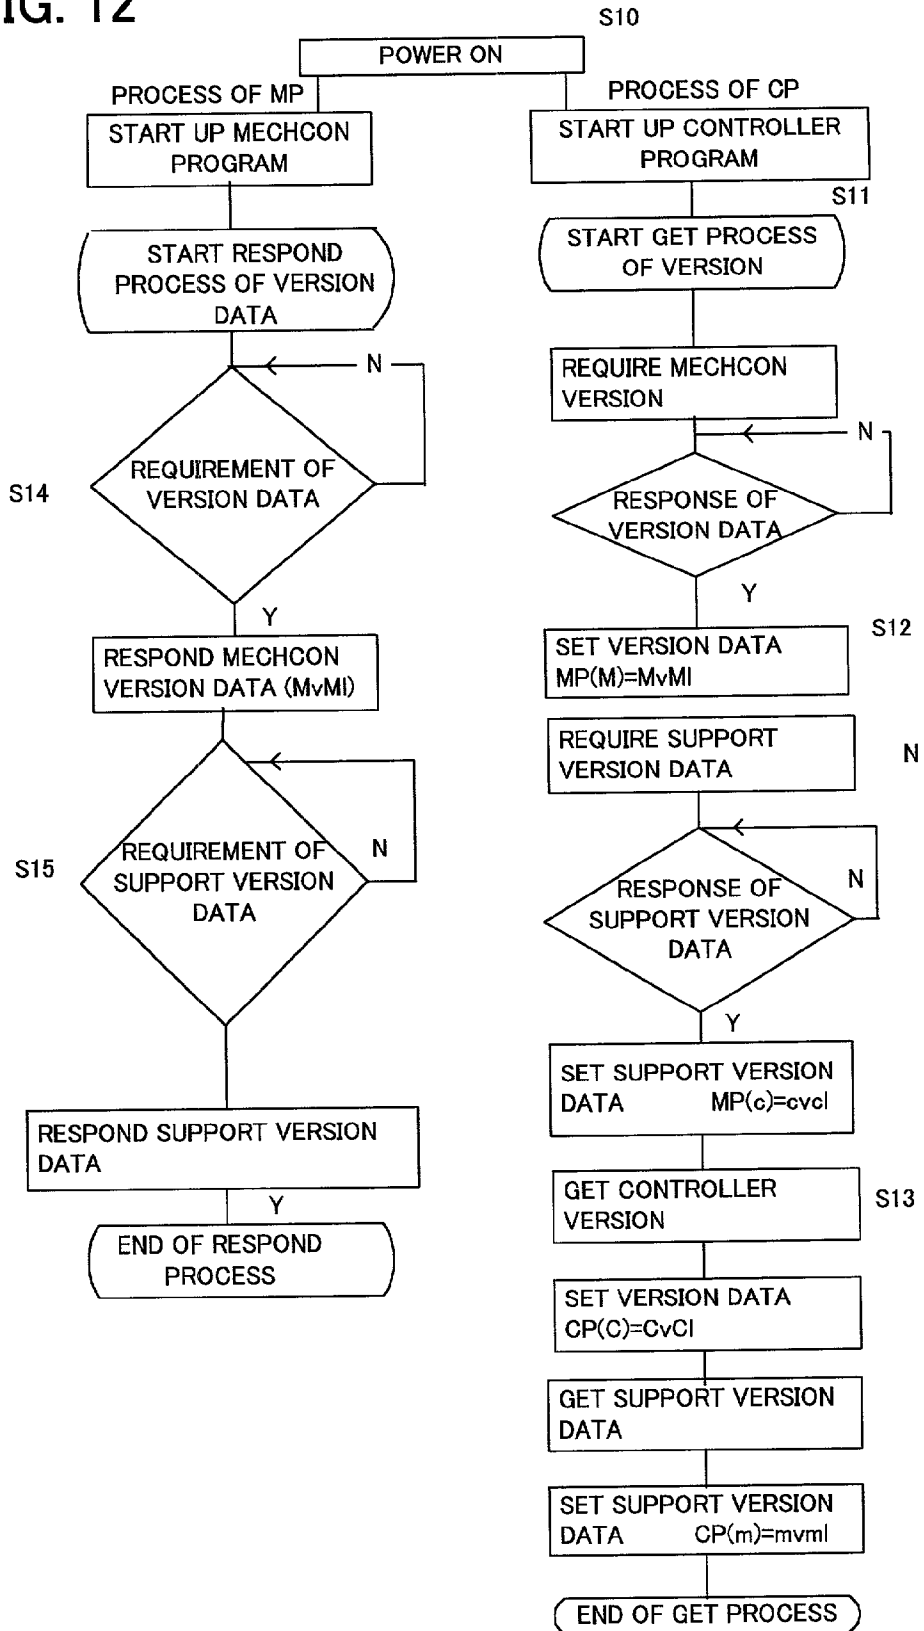 IG. 12
S10
POWER ON
PROCESS OF MP
START UP MECHCON
PROGRAM
START RESPOND
PROCESS OF VERSION
DATA
N
S14
REQUIREMENT OF
VERSION DATA
Y
RESPOND MECHCON
VERSION DATA (MvMl)
S15
REQUIREMENT OF
SUPPORT VERSION
DATA
N
RESPOND SUPPORT VERSION
DATA
Y
END OF RESPOND
PROCESS
PROCESS OF CP
START UP CONTROLLER
PROGRAM
S11
START GET PROCESS
OF VERSION
REQUIRE MECHCON
VERSION
N
RESPONSE OF
VERSION DATA
Y
S12
SET VERSION DATA
MP(M)=MvMl
REQUIRE SUPPORT
VERSION DATA
N
RESPONSE OF
SUPPORT VERSION
DATA
N
Y
SET SUPPORT VERSION
DATA MP(c)=cvcl
GET CONTROLLER
VERSION
S13
SET VERSION DATA
CP(C)=CvCl
GET SUPPORT VERSION
DATA
SET SUPPORT VERSION
DATA CP(m)=mvml
END OF GET PROCESS